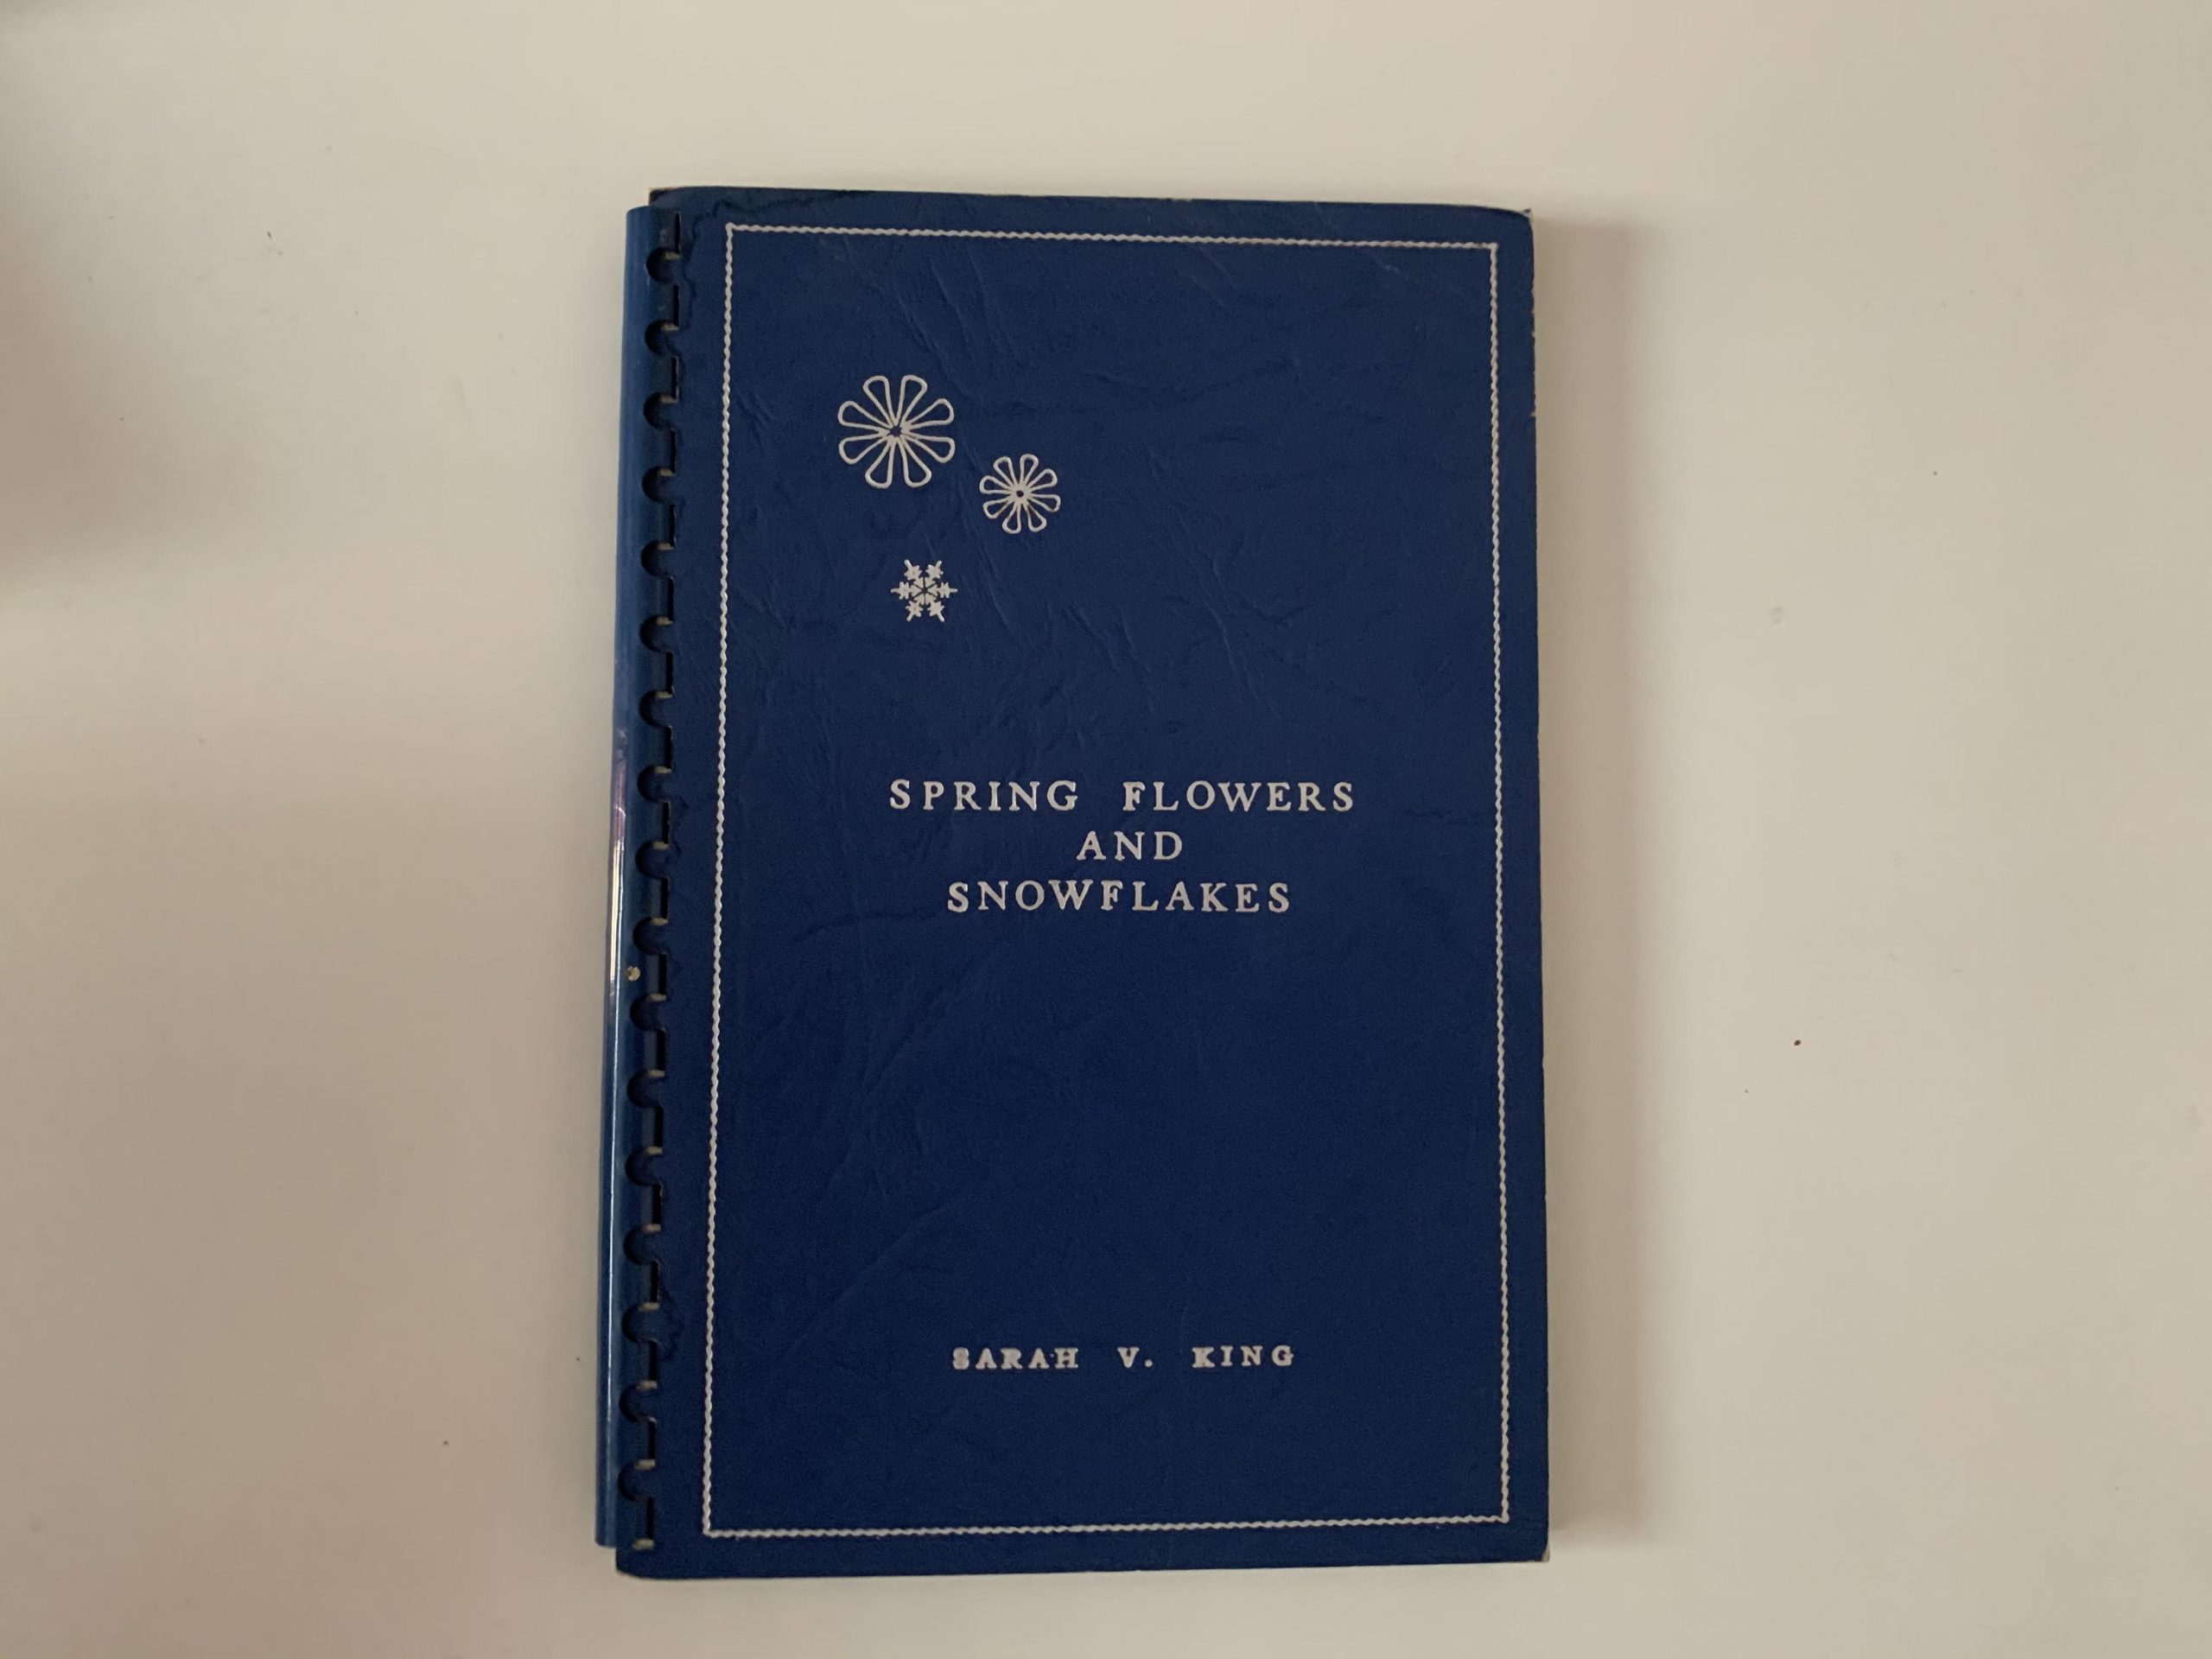 SPRING FLOWERS
AND
SNOWFLAKES
SARAH V. KING